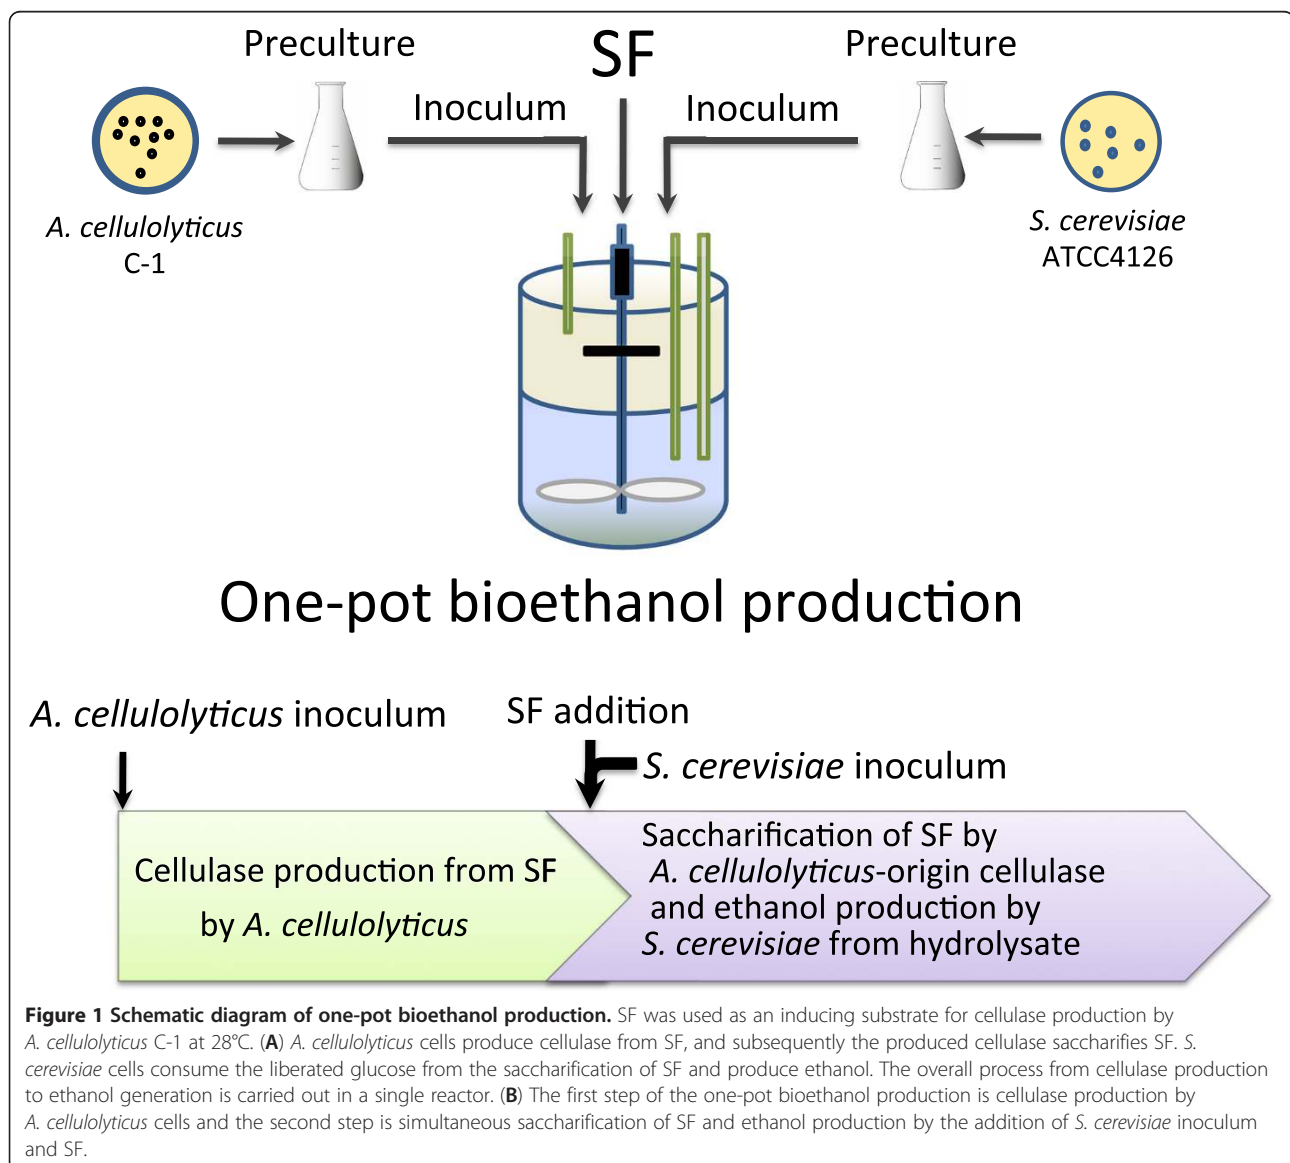 Preculture
SF
Preculture
Inoculum
Inoculum
A. cellulolyticus
C-1
S. cerevisiae
ATCC4126
One-pot bioethanol production
A. cellulolyticus inoculum
SF addition
S. cerevisiae inoculum
Cellulase production from SF
by A. cellulolyticus
Saccharification of SF by
A. cellulolyticus-origin cellulase
and ethanol production by
S. cerevisiae from hydrolysate
Figure 1 Schematic diagram of one-pot bioethanol production. SF was used as an inducing substrate for cellulase production by
A. cellulolyticus C-1 at 28°C. (A) A. cellulolyticus cells produce cellulase from SF, and subsequently the produced cellulase saccharifies SF. S.
cerevisiae cells consume the liberated glucose from the saccharification of SF and produce ethanol. The overall process from cellulase production
to ethanol generation is carried out in a single reactor. (B) The first step of the one-pot bioethanol production is cellulase production by
A. cellulolyticus cells and the second step is simultaneous saccharification of SF and ethanol production by the addition of S. cerevisiae inoculum
and SF.